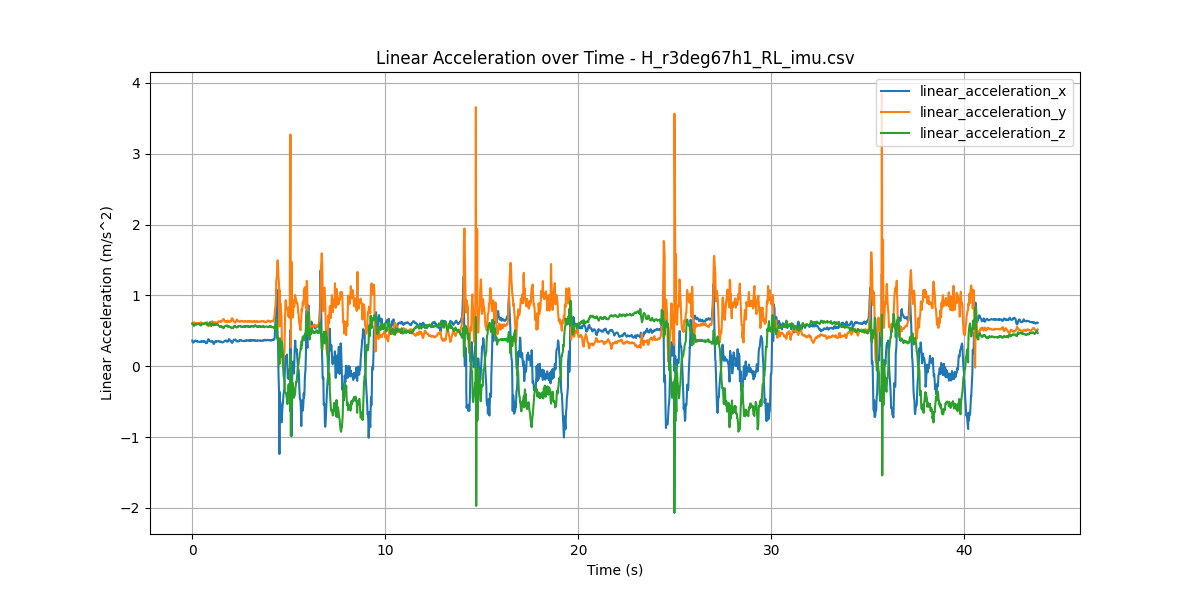 Linear Acceleration over Time - H_r3deg67h1_RL_imu.csv
4
3
2
1
0
−1
−2
Linear Acceleration (m/s^2)
linear_acceleration_x
linear_acceleration_y
linear_acceleration_z
0 10 20 30 40
Time (s)